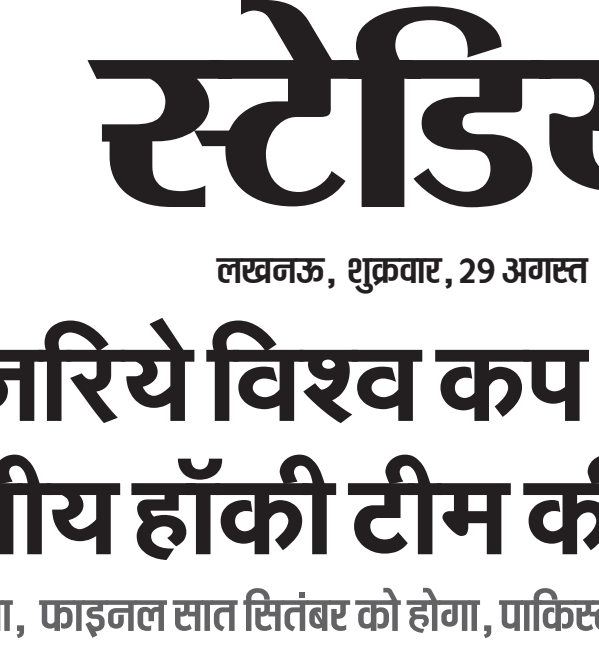 स्टेडिय
लखनऊ, शुक्रवार, 29 अगस्त
जरिये विश्व कप
ीय हॉकी टीम की
ा, फाइनल सात सितंबर को होगा, पाकिस्त